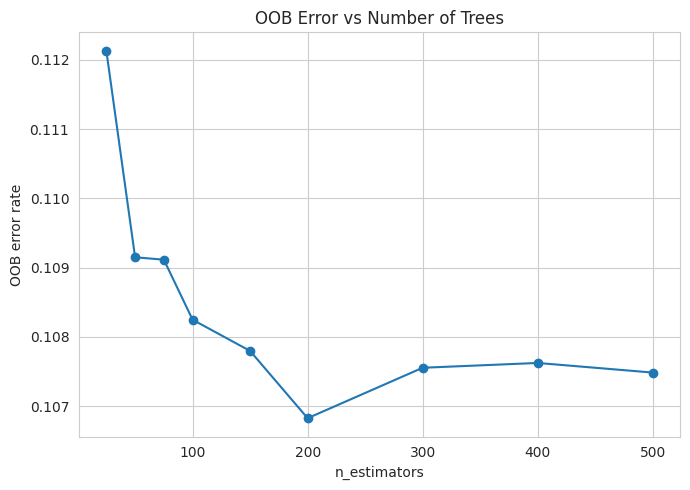 OOB Error vs Number of Trees
OOB error rate
0.112
0.111
0.110
0.109
0.108
0.107
100 200 300 400 500
n_estimators